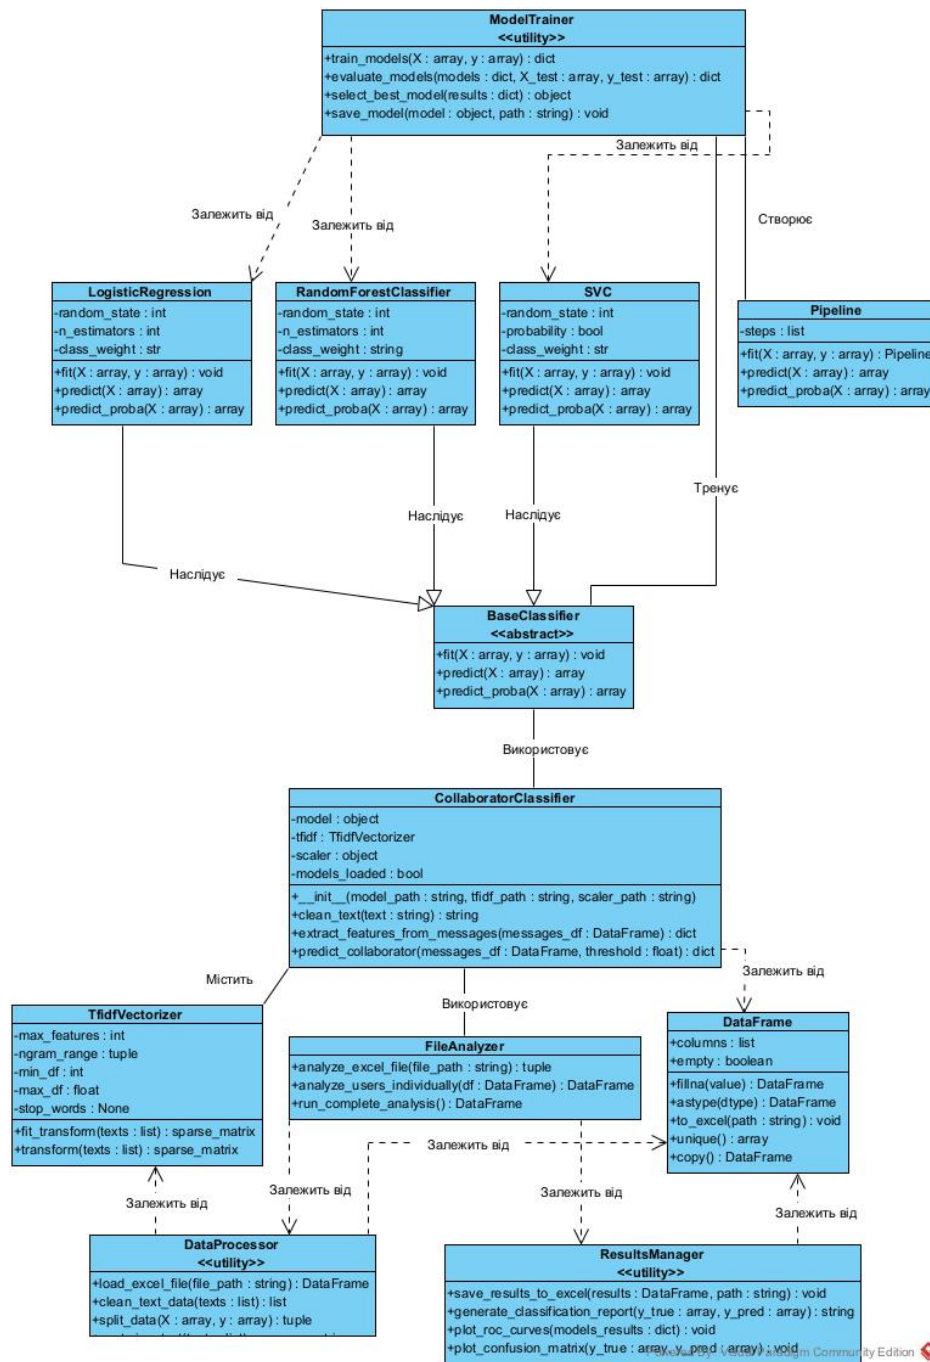 ModelTrainer
<<utility>>
+train_models(X : array, y : array) : dict
+evaluate_models(models : dict, X_test : array, y_test : array) : dict
+select_best_model(results : dict) : object
+save_model(model : object, path : string) : void
Залежить від
Залежить від
Залежить від
Створює
LogisticRegression
-random_state : int
-n_estimators : int
-class_weight : str
+fit(X : array, y : array) : void
+predict(X : array) : array
+predict_proba(X : array) : array
RandomForestClassifier
-random_state : int
-n_estimators : int
-class_weight : string
+fit(X : array, y : array) : void
+predict(X : array) : array
+predict_proba(X : array) : array
SVC
-random_state : int
-probability : bool
-class_weight : str
+fit(X : array, y : array) : void
+predict(X : array) : array
+predict_proba(X : array) : array
Pipeline
-steps : list
+fit(X : array, y : array) : Pipeline
+predict(X : array) : array
+predict_proba(X : array) : array
Тренує
Наслідує
Наслідує
Наслідує
BaseClassifier
<<abstract>>
+fit(X : array, y : array) : void
+predict(X : array) : array
+predict_proba(X : array) : array
Використовує
CollaboratorClassifier
-model : object
-tfidf : TfidfVectorizer
-scaler : object
-models_loaded : bool
+__init__(model_path : string, tfidf_path : string, scaler_path : string)
+clean_text(text : string) : string
+extract_features_from_messages(messages_df : DataFrame) : dict
+predict_collaborator(messages_df : DataFrame, threshold : float) : dict
Містить
Використовує
Залежить від
TfidfVectorizer
-max_features : int
-ngram_range : tuple
-min_df : int
-max_df : float
-stop_words : None
+fit_transform(texts : list) : sparse_matrix
+transform(texts : list) : sparse_matrix
FileAnalyzer
+analyze_excel_file(file_path : string) : tuple
+analyze_users_individually(df : DataFrame) : DataFrame
+run_complete_analysis() : DataFrame
DataFrame
+columns : list
+empty : boolean
+fillna(value) : DataFrame
+astype(dtype) : DataFrame
+to_excel(path : string) : void
+unique() : array
+copy() : DataFrame
Залежить від
Залежить від
Залежить від
Залежить від
Залежить від
DataProcessor
<<utility>>
+load_excel_file(file_path : string) : DataFrame
+clean_text_data(texts : list) : list
+split_data(X : array, y : array) : tuple
ResultsManager
<<utility>>
+save_results_to_excel(results : DataFrame, path : string) : void
+generate_classification_report(y_true : array, y_pred : array) : string
+plot_roc_curves(models_results : dict) : void
+plot_confusion_matrix(y_true : array, y_pred : array) : void
Powered By Visual Paradigm Community Edition